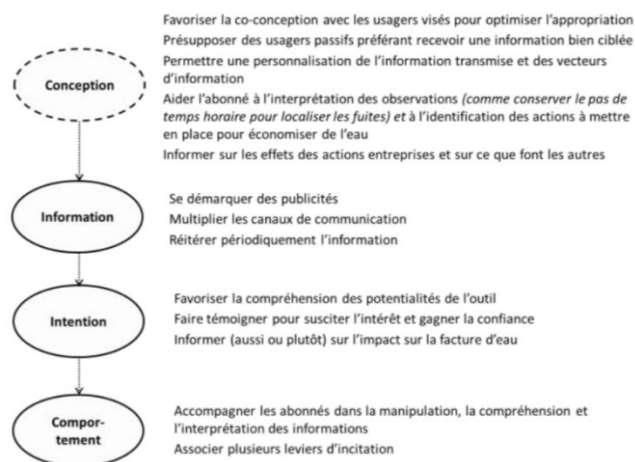 Favoriser la co-conception avec les usagers visés pour optimiser l'appropriation
Présupposer des usagers passifs préférant recevoir une information bien ciblée
Permettre une personnalisation de l'information transmise et des vecteurs
d'information
Conception
Aider l'abonné à l'interprétation des observations (comme conserver le pas de
temps horaire pour localiser les fuites) et à l'identification des actions à mettre
en place pour économiser de l'eau
Informer sur les effets des actions entreprises et sur ce que font les autres
Se démarquer des publicités
Information
Multiplier les canaux de communication
Réitérer périodiquement l'information
Favoriser la compréhension des potentialités de l'outil
Intention
Faire témoigner pour susciter l'intérêt et gagner la confiance
Informer (aussi ou plutôt) sur l'impact sur la facture d'eau
Compor-
tement
Accompagner les abonnés dans la manipulation, la compréhension et
l'interprétation des informations
Associer plusieurs leviers d'incitation